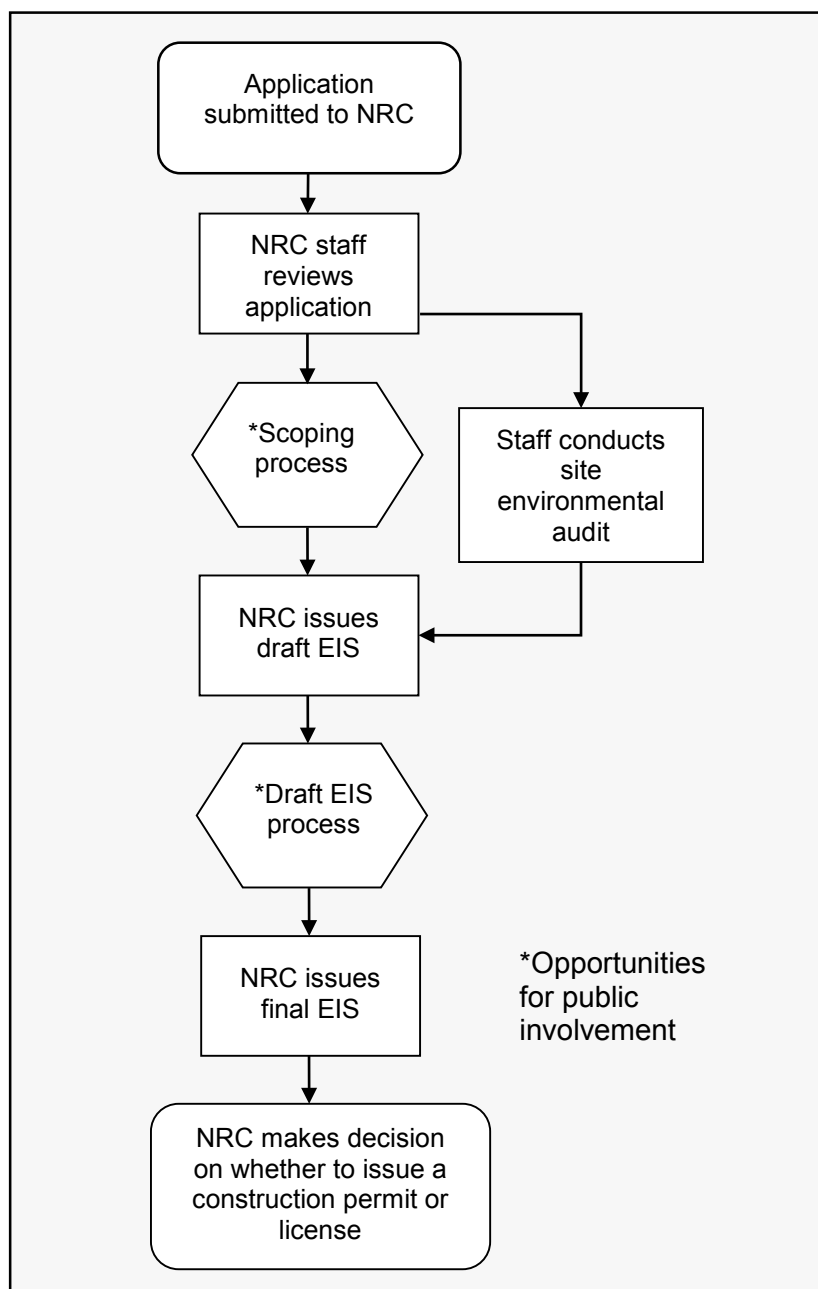 Application
submitted to NRC
NRC staff
reviews
application
*Scoping
process
Staff conducts
site
environmental
audit
NRC issues
draft EIS
*Draft EIS
process
NRC issues
final EIS
*Opportunities
for public
involvement
NRC makes decision
on whether to issue a
construction permit or
license